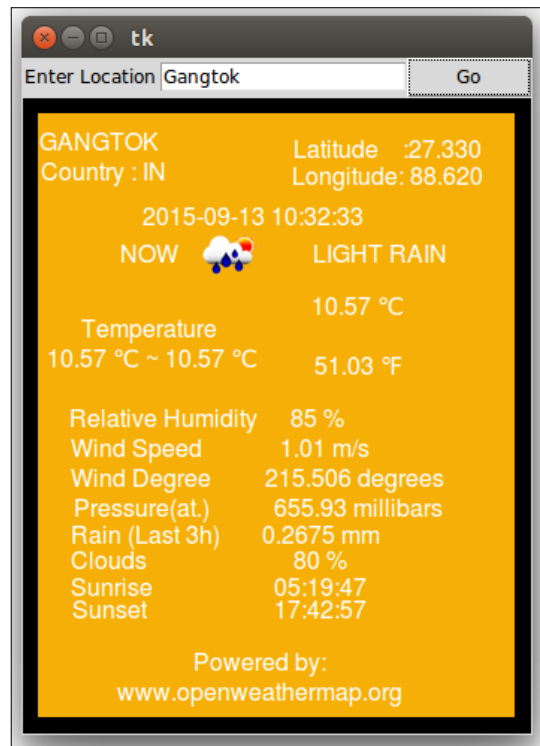 tk
Enter Location Gangtok Go
GANGTOK
Country : IN
Latitude :27.330
Longitude: 88.620
2015-09-13 10:32:33
NOW LIGHT RAIN
10.57 °C
Temperature
10.57 °C ~ 10.57 °C
51.03 °F
Relative Humidity 85 %
Wind Speed 1.01 m/s
Wind Degree 215.506 degrees
Pressure(at.) 655.93 millibars
Rain (Last 3h) 0.2675 mm
Clouds 80 %
Sunrise 05:19:47
Sunset 17:42:57
Powered by:
www.openweathermap.org